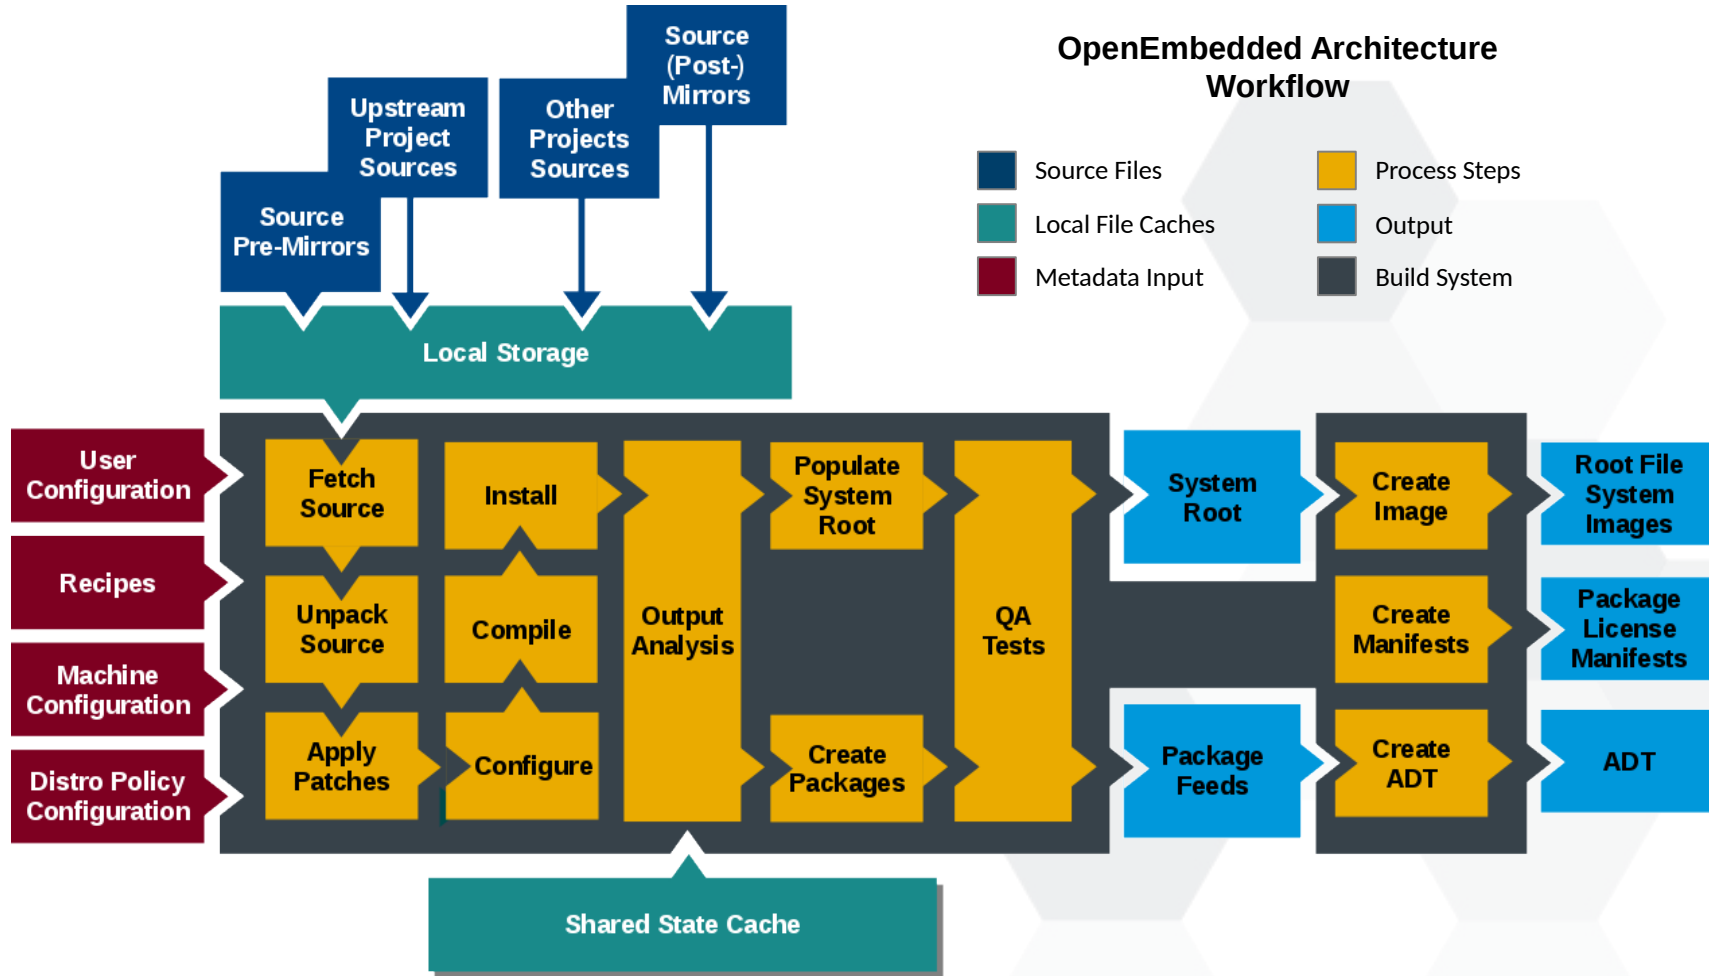 OpenEmbedded Architecture
Workflow
Source Files
Process Steps
Local File Caches
Output
Metadata Input
Build System
Source
(Post-)
Mirrors
Upstream
Project
Sources
Other
Projects
Sources
Source
Pre-Mirrors
Local Storage
User
Configuration
Recipes
Machine
Configuration
Distro Policy
Configuration
Fetch
Source
Unpack
Source
Apply
Patches
Install
Compile
Configure
Output
Analysis
Populate
System
Root
Create
Packages
QA
Tests
System
Root
Package
Feeds
Create
Image
Create
Manifests
Create
ADT
Root File
System
Images
Package
License
Manifests
ADT
Shared State Cache